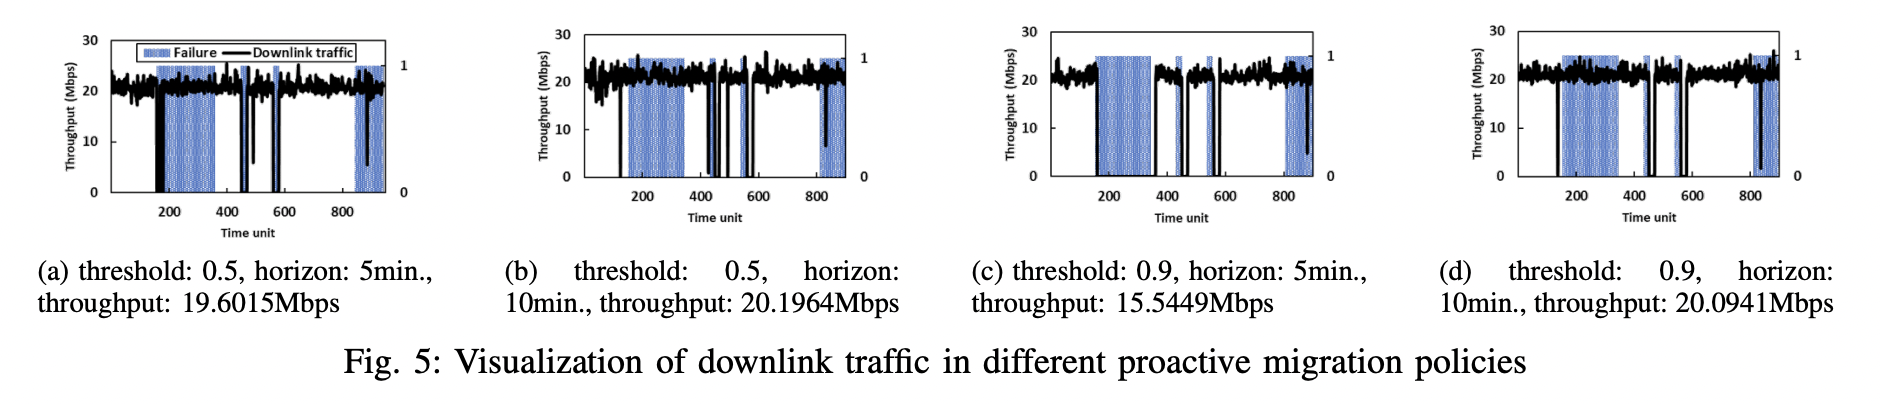 30
20
10
0
Throughput (Mbps)
Failure Downlink traffic
1
0
200 400 600 800
Time unit
(a) threshold: 0.5, horizon: 5min.,
throughput: 19.6015Mbps
30
20
10
0
Throughput (Mbps)
1
0
200 400 600 800
Time unit
(b) threshold: 0.5, horizon:
10min., throughput: 20.1964Mbps
30
20
10
0
Throughput (Mbps)
1
0
200 400 600 800
Time unit
(c) threshold: 0.9, horizon: 5min.,
throughput: 15.5449Mbps
30
20
10
0
Throughput (Mbps)
1
0
200 400 600 800
Time unit
(d) threshold: 0.9, horizon:
10min., throughput: 20.0941Mbps
Fig. 5: Visualization of downlink traffic in different proactive migration policies